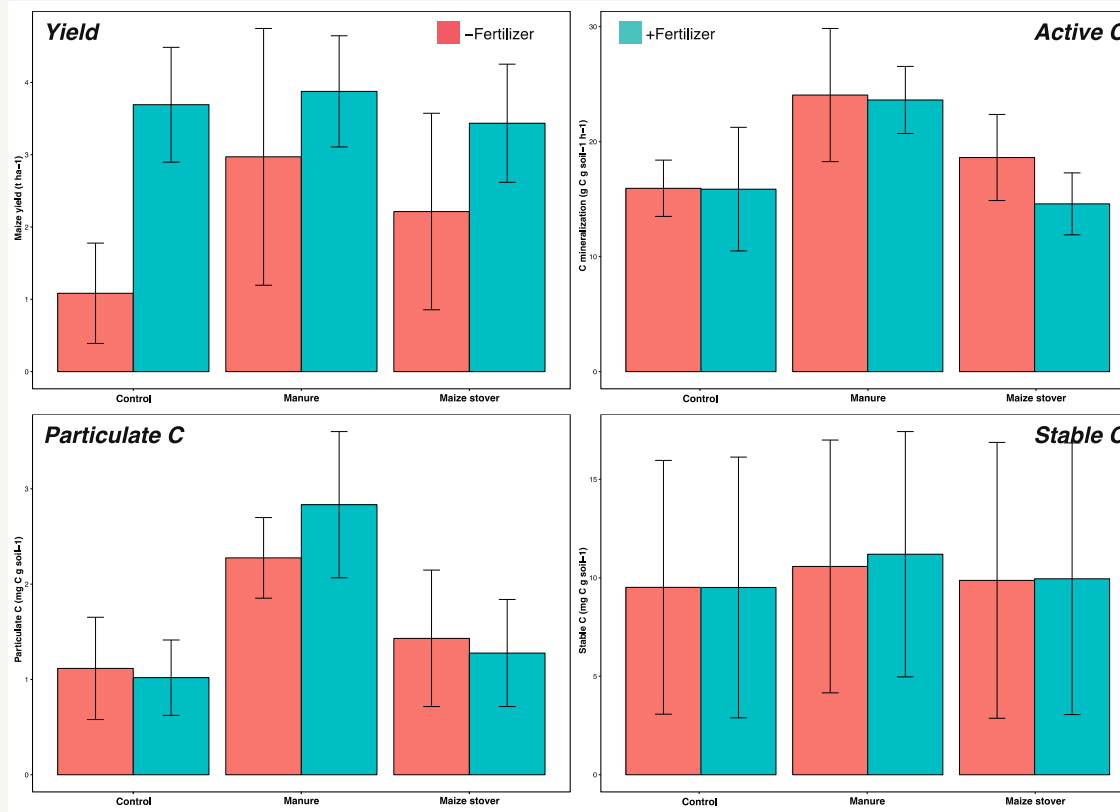 Yield
−Fertilizer
Maize yield (t ha−1)
4
3
2
1
0
Control
Manure
Maize stover
+Fertilizer
Active C
C mineralization (g C g soil−1 h−1)
30
20
10
0
Control
Manure
Maize stover
Particulate C
Particulate C (mg C g soil−1)
3
2
1
0
Control
Manure
Maize stover
Stable C
Stable C (mg C g soil−1)
15
10
5
0
Control
Manure
Maize stover